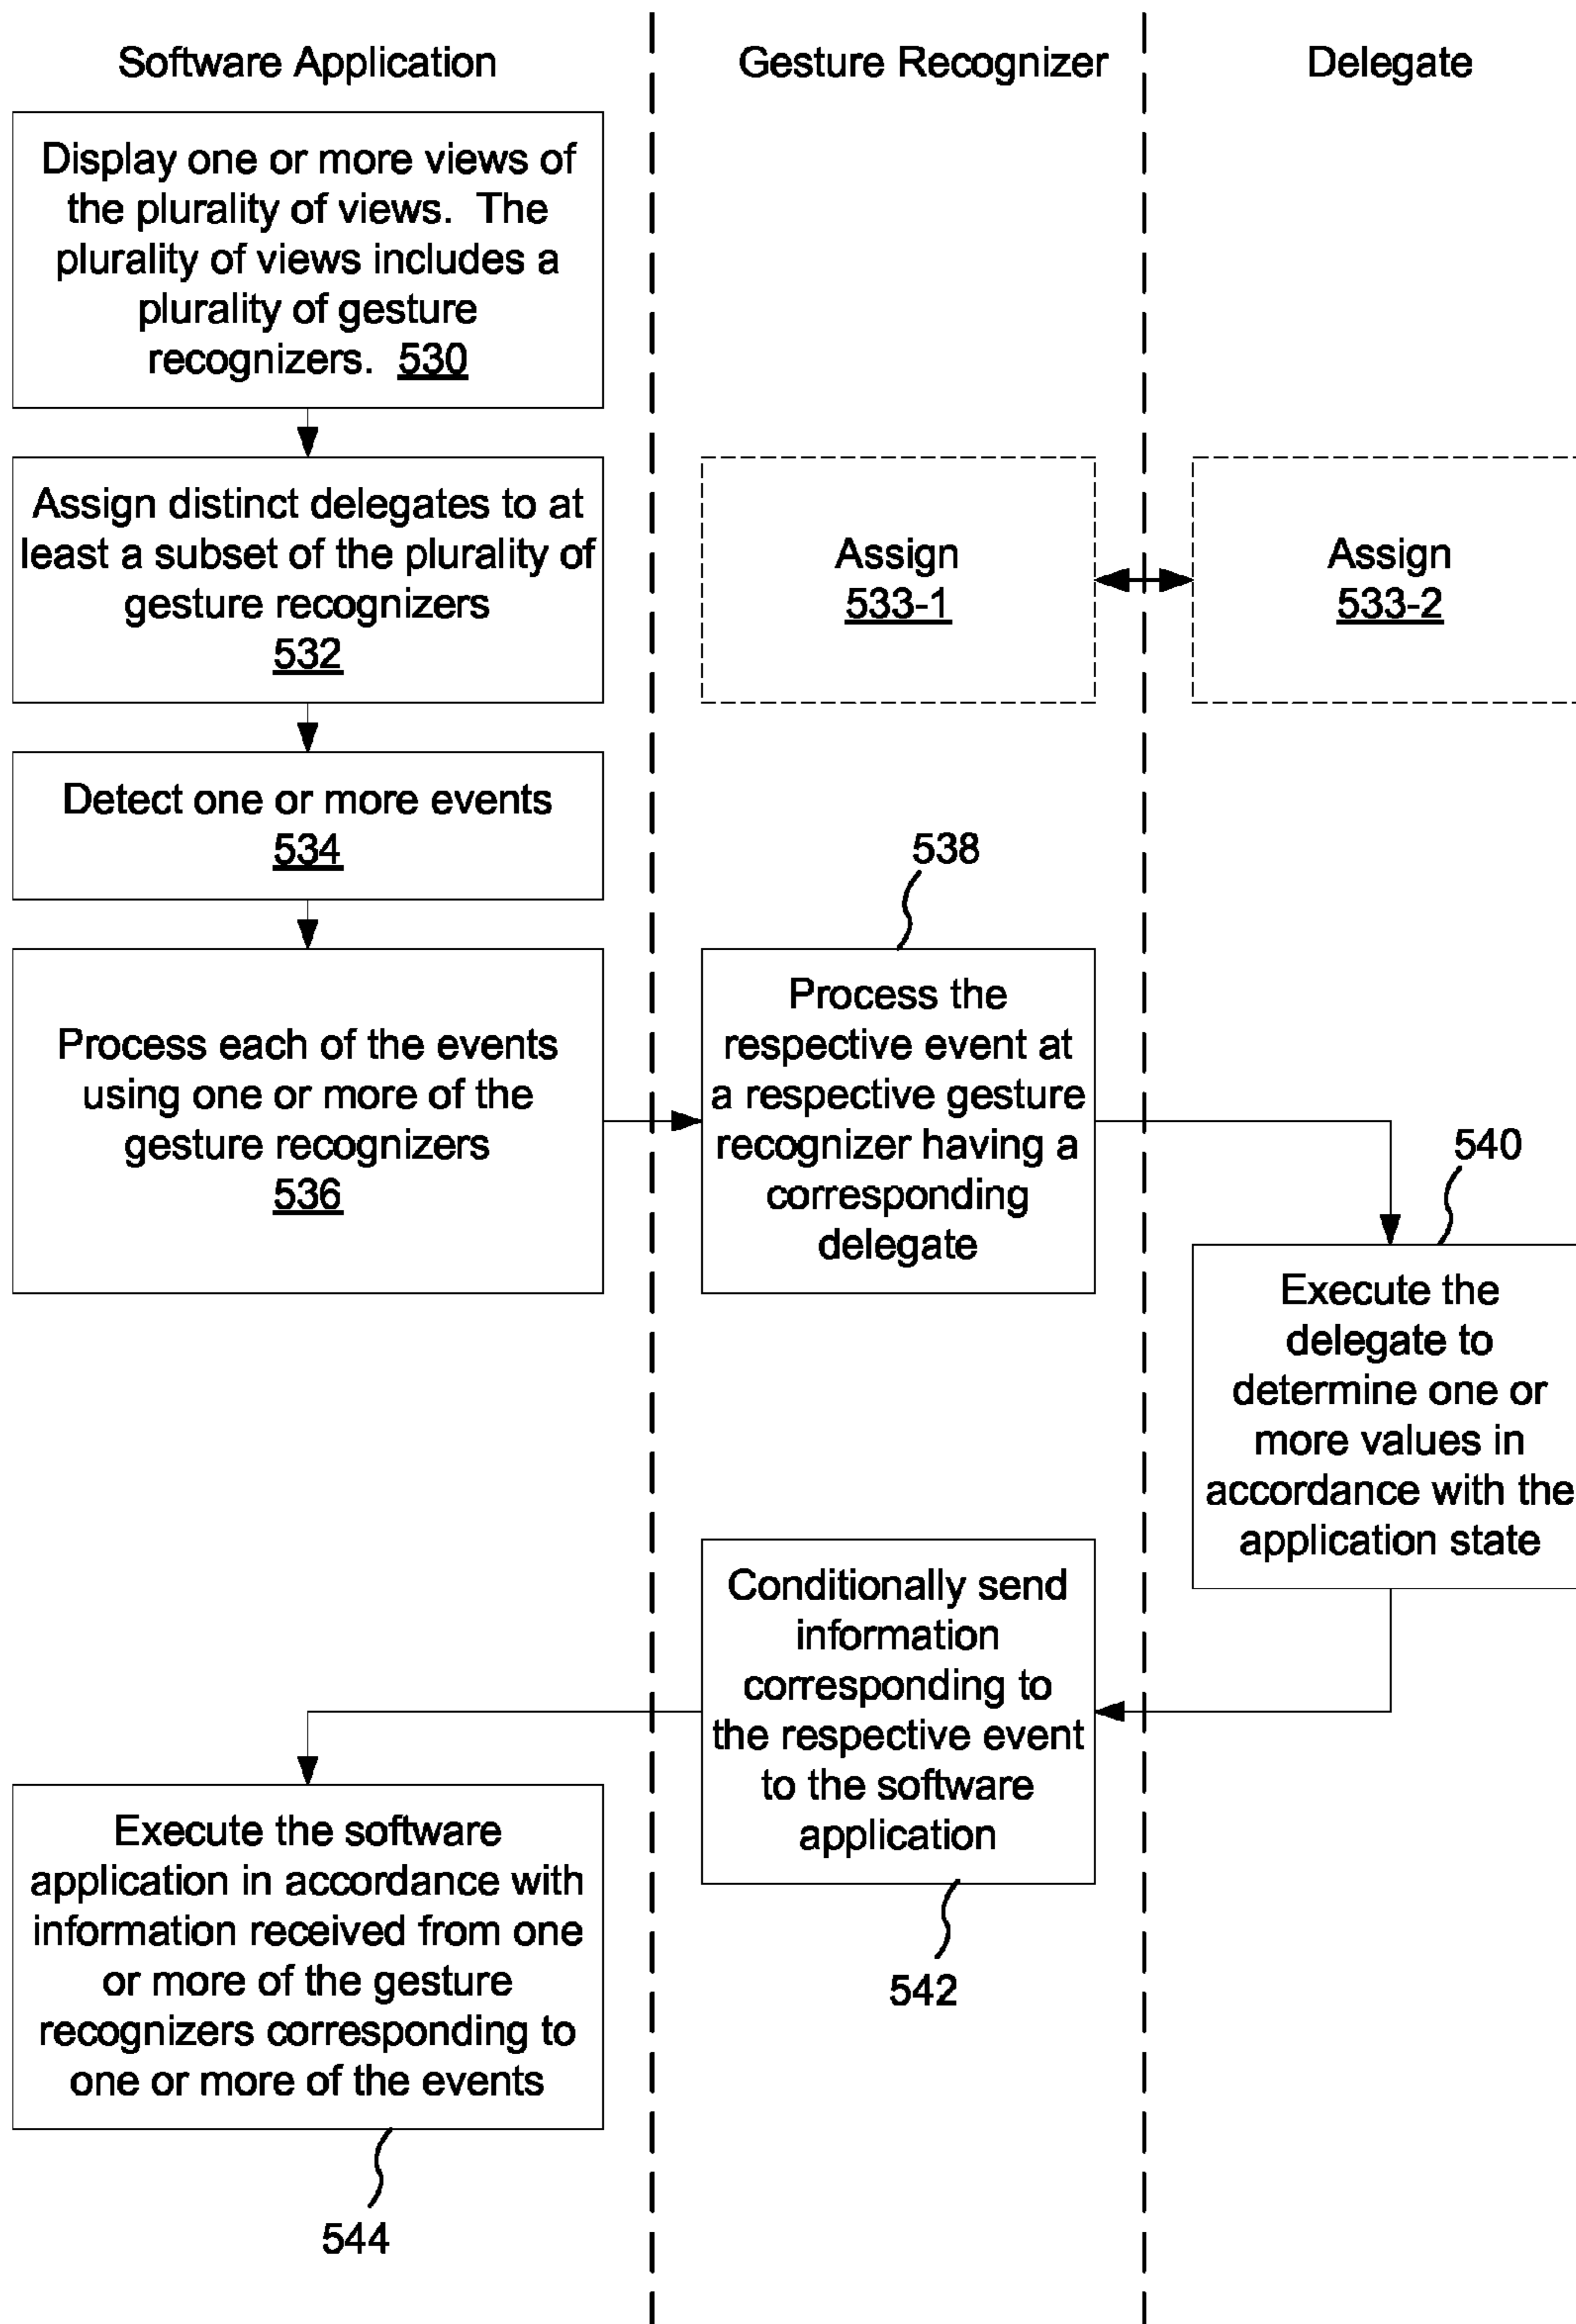 Software Application
Gesture Recognizer
Delegate
Display one or more views of
the plurality of views. The
plurality of views includes a
plurality of gesture
recognizers. 530
Assign distinct delegates to at
least a subset of the plurality of
gesture recognizers
532
Assign
533-1
Assign
533-2
Detect one or more events
534
Process each of the events
using one or more of the
gesture recognizers
536
538
Process the
respective event at
a respective gesture
recognizer having a
corresponding
delegate
540
Execute the
delegate to
determine one or
more values in
accordance with the
application state
Conditionally send
information
corresponding to
the respective event
to the software
application
542
Execute the software
application in accordance with
information received from one
or more of the gesture
recognizers corresponding to
one or more of the events
544